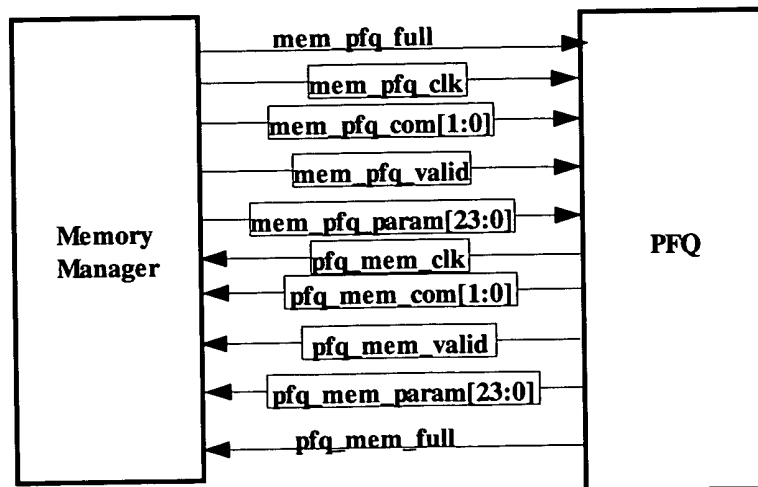 mem_pfq_full
mem_pfq_clk
mem_pfq_com[1:0]
mem_pfq_valid
mem_pfq_param[23:0]
Memory
Manager
PFQ
pfq_mem_clk
pfq_mem_com[1:0]
pfq_mem_valid
pfq_mem_param[23:0]
pfq_mem_full